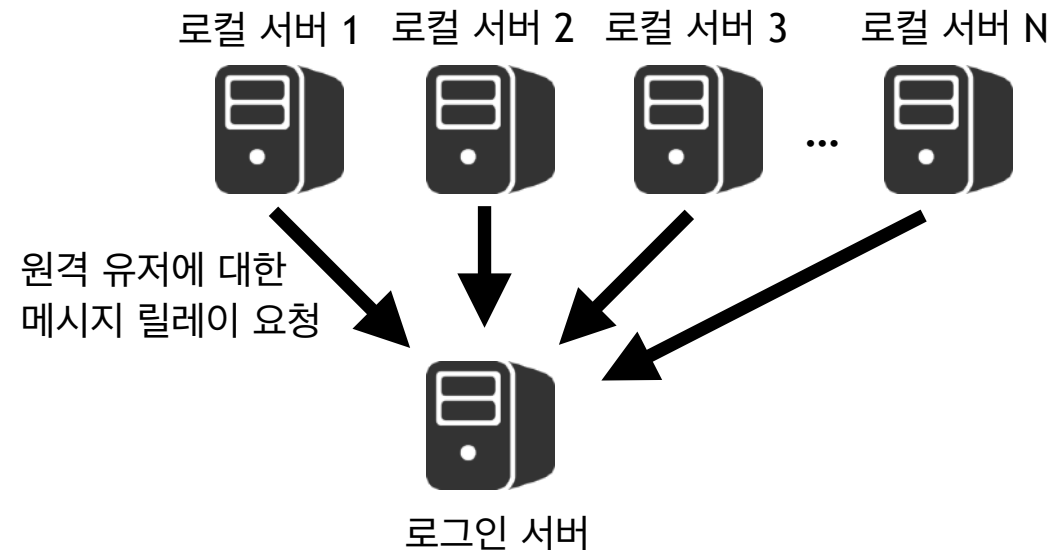 로컬 서버 1
로컬 서버 2
로컬 서버 3
로컬 서버 N
...
원격 유저에 대한
메시지 릴레이 요청
로그인 서버